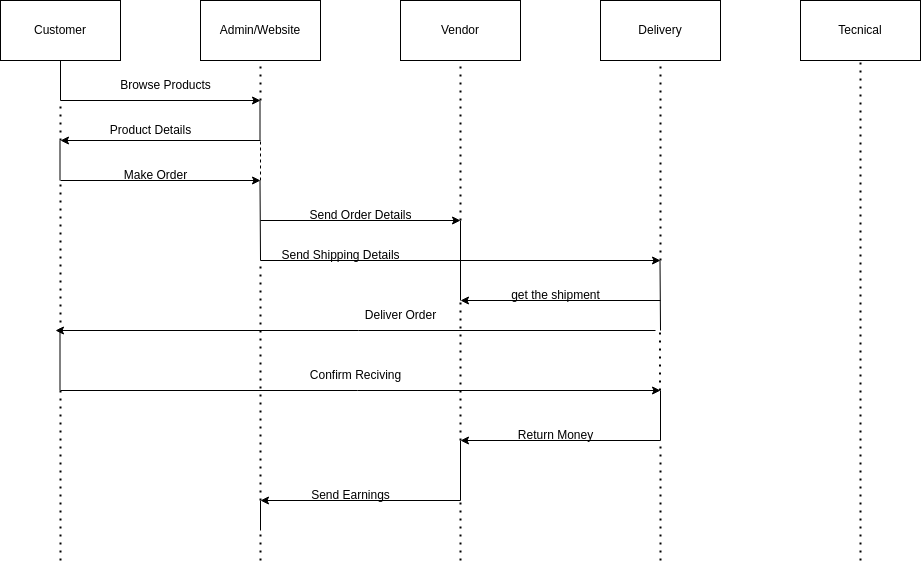 Customer
Admin/Website
Vendor
Delivery
Tecnical
Browse Products
Product Details
Make Order
Send Order Details
Send Shipping Details
get the shipment
Deliver Order
Confirm Reciving
Return Money
Send Earnings